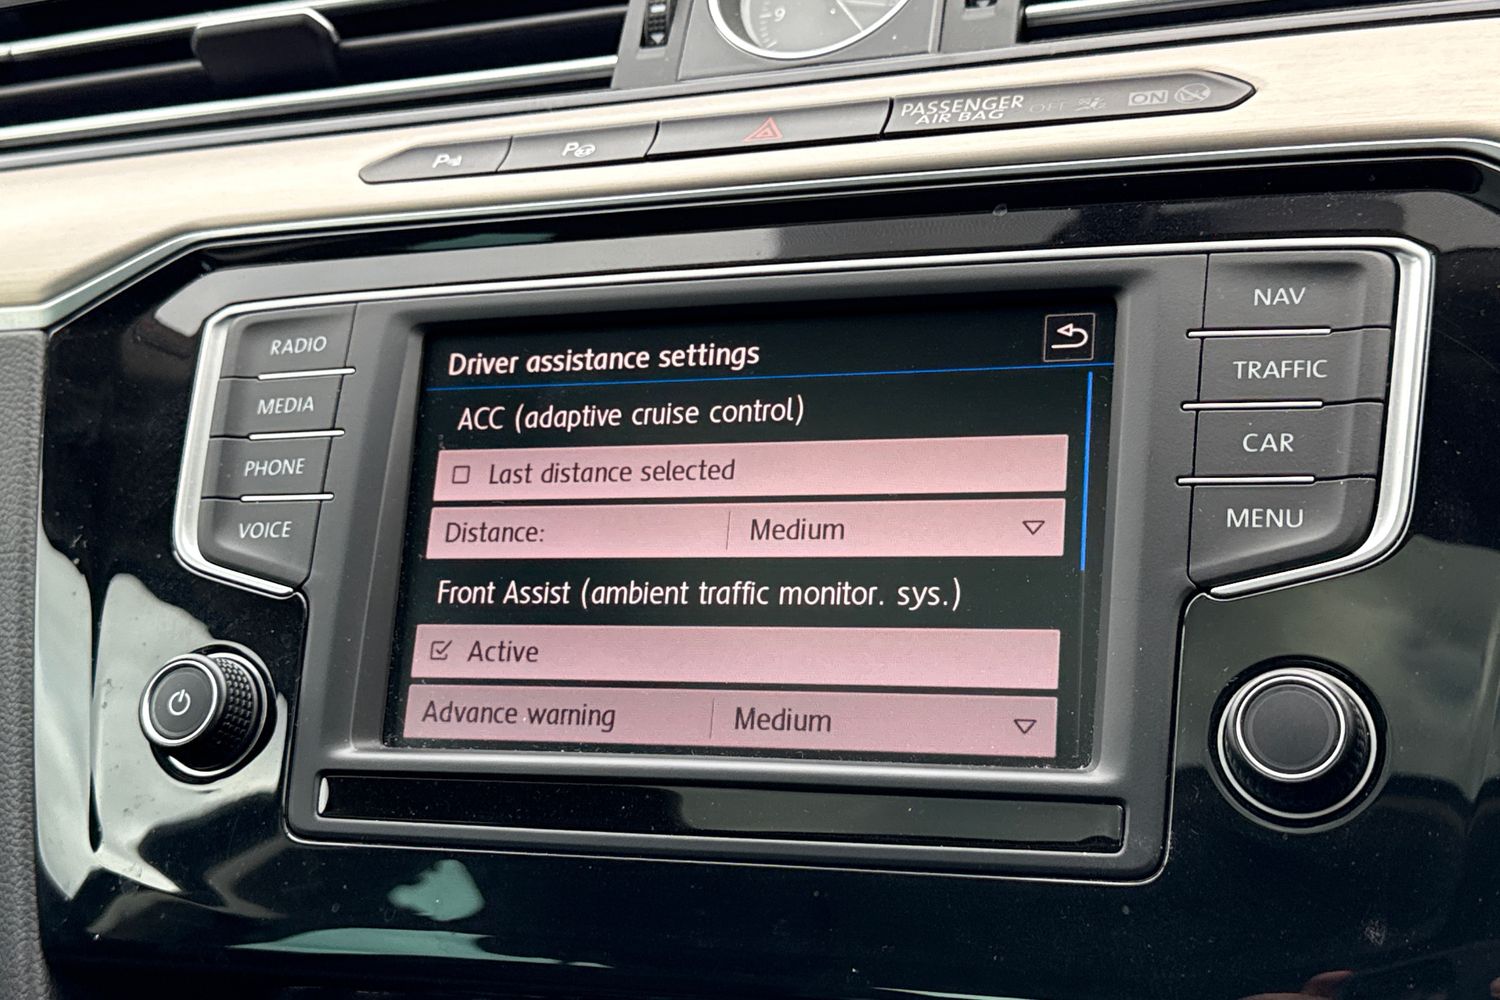 9
P
P
PASSENGER
AIR BAG
OFF
ON
RADIO
MEDIA
PHONE
VOICE
Driver assistance settings
ACC (adaptive cruise control)
Last distance selected
Distance: Medium
Front Assist (ambient traffic monitor. sys.)
Active
Advance warning Medium
NAV
TRAFFIC
CAR
MENU